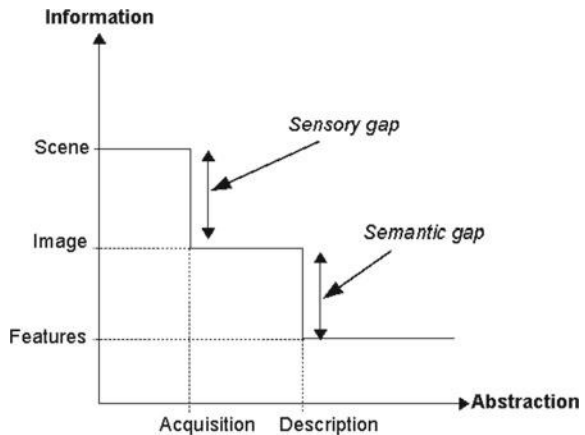 Information
Sensory gap
Scene
Semantic gap
Image
Features
Abstraction
Acquisition
Description